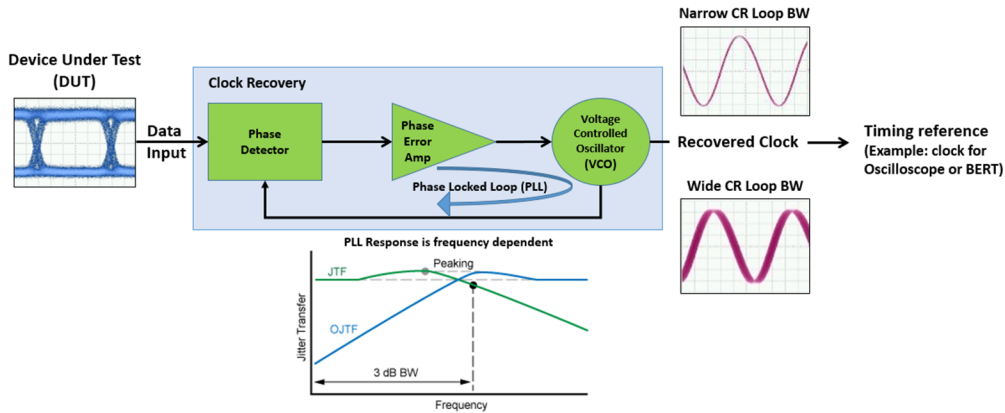 Narrow CR Loop BW
Device Under Test
(DUT)
Clock Recovery
Data
Input
Phase
Detector
Phase
Error
Amp
Voltage
Controlled
Oscillator
(VCO)
Recovered Clock
Timing reference
(Example: clock for
Oscilloscope or BERT)
Phase Locked Loop (PLL)
Wide CR Loop BW
PLL Response is frequency dependent
JTF
Peaking
OJTF
Jitter Transfer
3 dB BW
Frequency